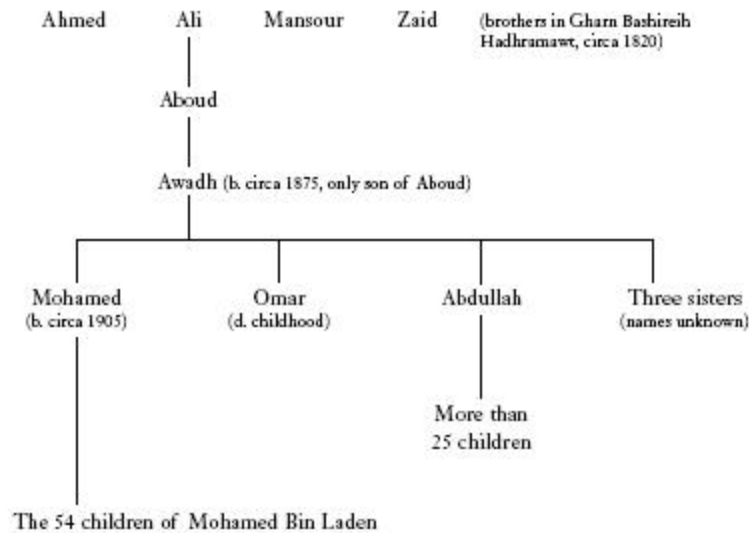 Ahmed Ali Mansour Zaid (brothers in Gharn Bashireih
Hadhramawt, circa 1820)
Aboud
Awadh (b. circa 1875, only son of Aboud)
Mohamed
(b. circa 1905)
Omar
(d. childhood)
Abdullah
Three sisters
(names unknown)
More than
25 children
The 54 children of Mohamed Bin Laden